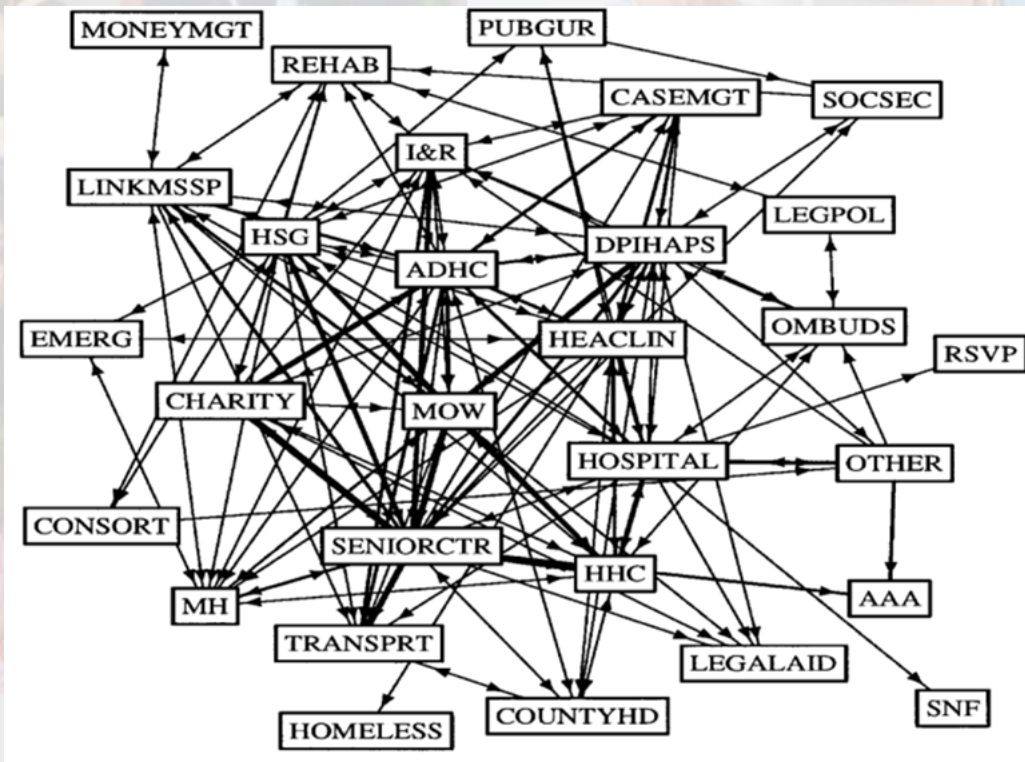 MONEYMGT
PUBGUR
REHAB
CASEMGT
SOCSEC
I&R
LINKMSSP
LEGPOL
HSG
DPIHAPS
ADHC
EMERG
HEACLIN
OMBUDS
RSVP
CHARITY
MOW
HOSPITAL
OTHER
CONSORT
SENIORCTR
HHC
MH
AAA
TRANSPRT
LEGALAID
HOMELESS
COUNTYHD
SNF